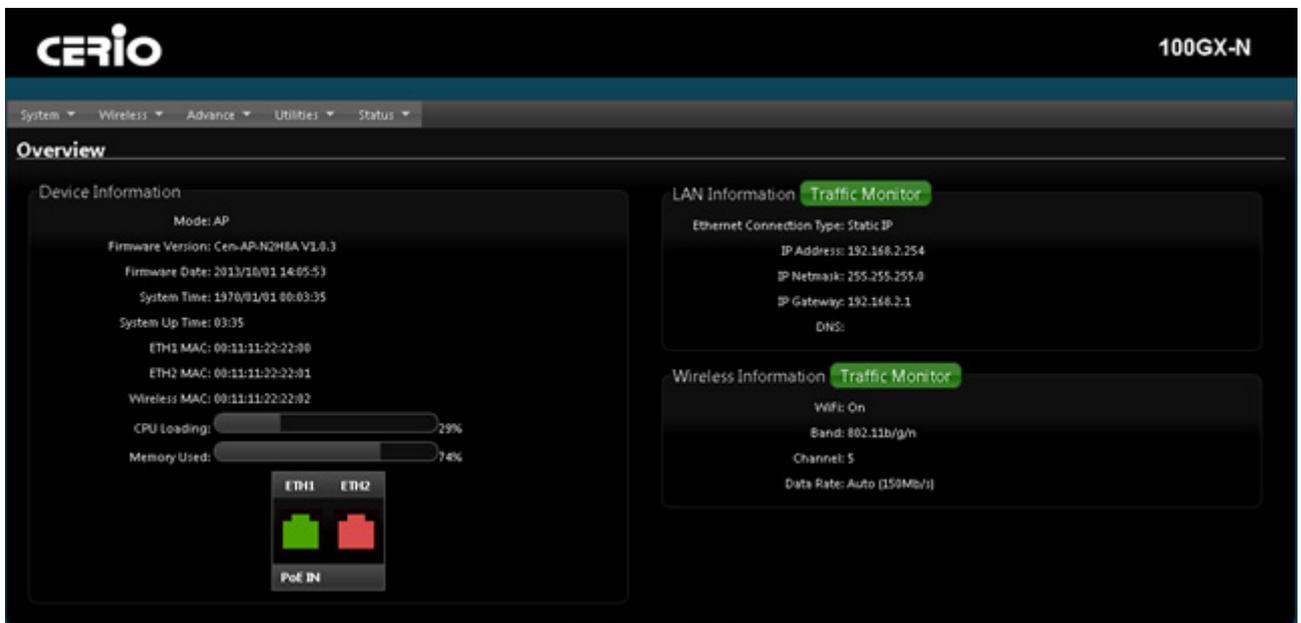 CERIO
100GX-N
System
Wireless
Advance
Utilities
Status
Overview
Device Information
Mode: AP
Firmware Version: Cen-AP-N2H8A V1.0.3
Firmware Date: 2013/10/01 14:05:53
System Time: 1970/01/01 00:03:35
System Up Time: 03:35
ETH1 MAC: 00:11:11:22:22:00
ETH2 MAC: 00:11:11:22:22:01
Wireless MAC: 00:11:11:22:22:02
CPU Loading: 29%
Memory Used: 74%
ETH1 ETH2
PoE IN
LAN Information Traffic Monitor
Ethernet Connection Type: Static IP
IP Address: 192.168.2.254
IP Netmask: 255.255.255.0
IP Gateway: 192.168.2.1
DNS:
Wireless Information Traffic Monitor
WiFi: On
Band: 802.11b/g/n
Channel: 5
Data Rate: Auto (150Mb/s)